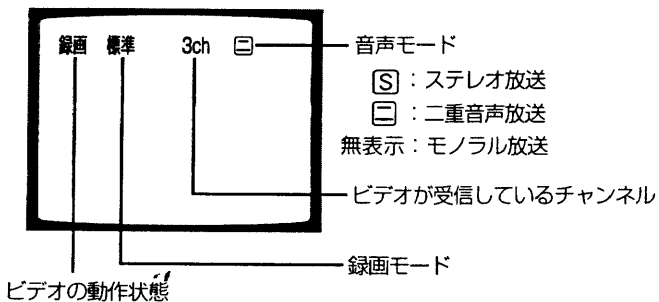 録画 標準 3ch 二 音声モード
S：ステレオ放送
二：二重音声放送
無表示：モノラル放送
ビデオが受信しているチャンネル
録画モード
ビデオの動作状態